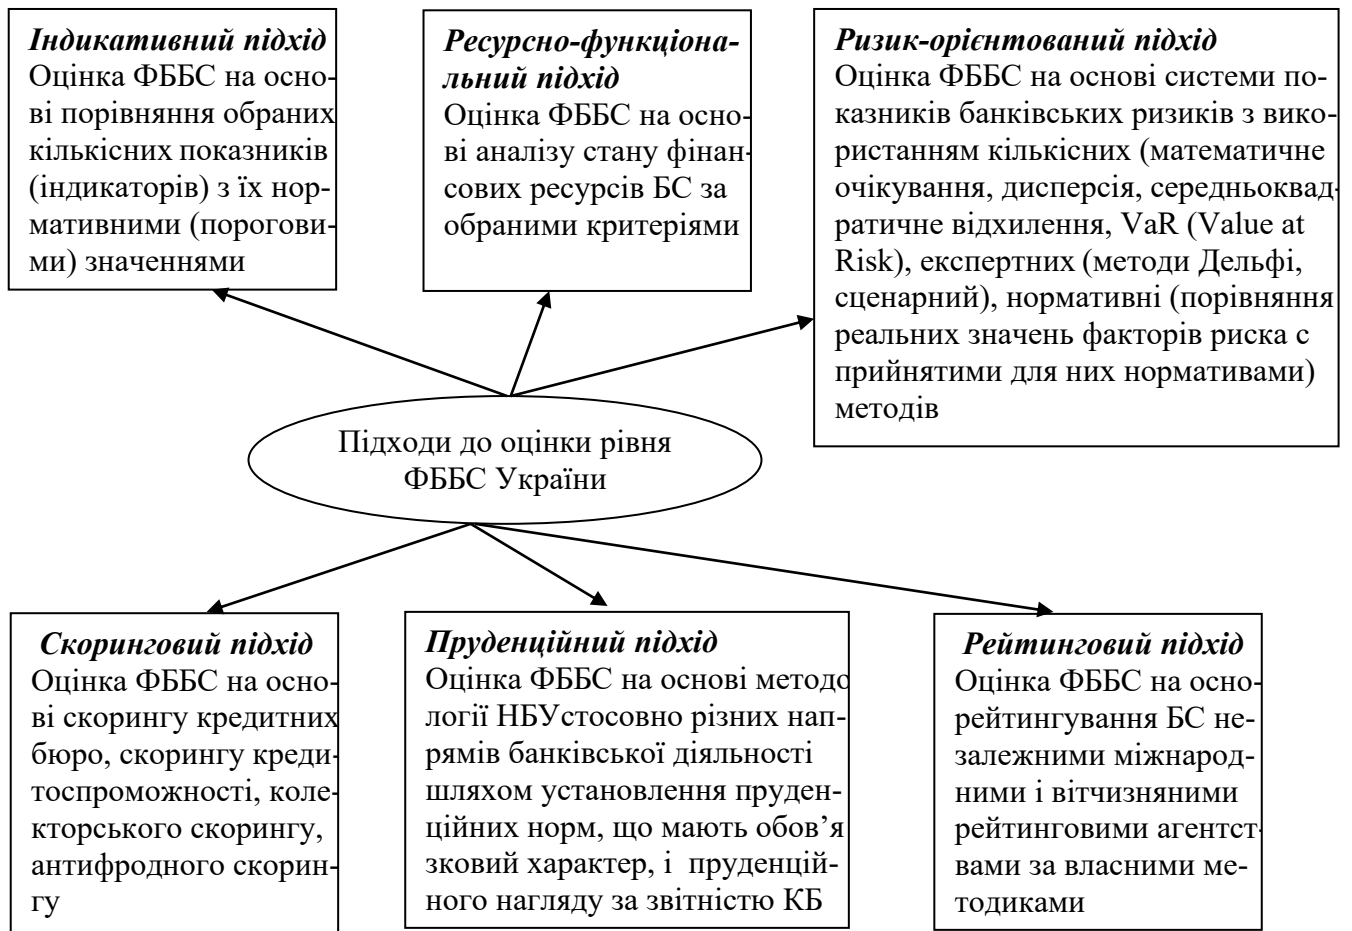 Індикативний підхід
Оцінка ФББС на осно-
ві порівняння обраних
кількісних показників
(індикаторів) з їх нор-
мативними (порогови-
ми) значеннями
Ресурсно-функціона-
льний підхід
Оцінка ФББС на осно-
ві аналізу стану фінан-
сових ресурсів БС за
обраними критеріями
Ризик-орієнтований підхід
Оцінка ФББС на основі системи по-
казників банківських ризиків з вико-
ристанням кількісних (математичне
очікування, дисперсія, середньоквад-
ратичне відхилення, VaR (Value at
Risk), експертних (методи Дельфі,
сценарний), нормативні (порівняння
реальних значень факторів риска с
прийнятими для них нормативами)
методів
Підходи до оцінки рівня
ФББС України
Скоринговий підхід
Оцінка ФББС на осно-
ві скорингу кредитних
бюро, скорингу креди-
тоспроможності, коле-
кторського скорингу,
антифродного скорин-
гу
Пруденційний підхід
Оцінка ФББС на основі методо
логії НБУстосовно різних нап-
рямів банківської діяльності
шляхом установлення пруден-
ційних норм, що мають обов’я
зковий характер, і пруденцій-
ного нагляду за звітністю КБ
Рейтинговий підхід
Оцінка ФББС на осно-
рейтингування БС не-
залежними міжнарод-
ними і вітчизняними
рейтинговими агентст-
вами за власними ме-
тодиками